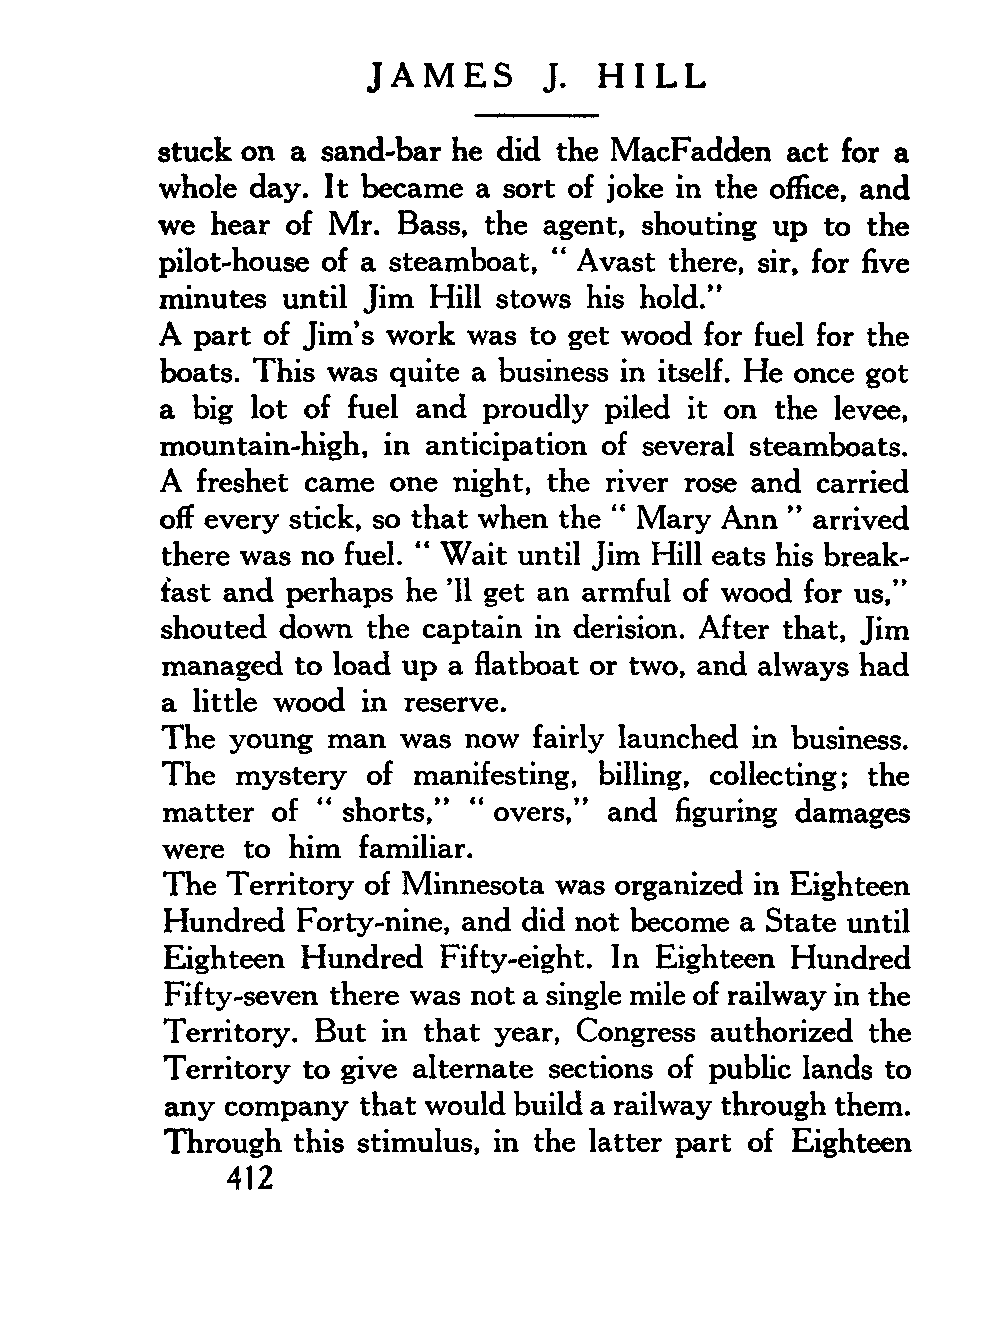 JAMES J. HILL
stuck on a sand-bar he did the MacFadden act for a
whole day. It became a sort of joke in the office, and
we hear of Mr. Bass, the agent, shouting up to the
pilot-house of a steamboat, “ Avast there, sir, for five
minutes until Jim Hill stows his hold.”
A part of Jim’s work was to get wood for fuel for the
boats. This was quite a business in itself. He once got
a big lot of fuel and proudly piled it on the levee,
mountain-high, in anticipation of several steamboats.
A freshet came one night, the river rose and carried
off every stick, so that when the “ Mary Ann ” arrived
there was no fuel. “ Wait until Jim Hill eats his break-
fast and perhaps he ’ll get an armful of wood for us,”
shouted down the captain in derision. After that, Jim
managed to load up a flatboat or two, and always had
a little wood in reserve.
The young man was now fairly launched in business.
The mystery of manifesting, billing, collecting; the
matter of “ shorts,” “ overs,” and figuring damages
were to him familiar.
The Territory of Minnesota was organized in Eighteen
Hundred Forty-nine, and did not become a State until
Eighteen Hundred Fifty-eight. In Eighteen Hundred
Fifty-seven there was not a single mile of railway in the
Territory. But in that year, Congress authorized the
Territory to give alternate sections of public lands to
any company that would build a railway through them.
Through this stimulus, in the latter part of Eighteen
412